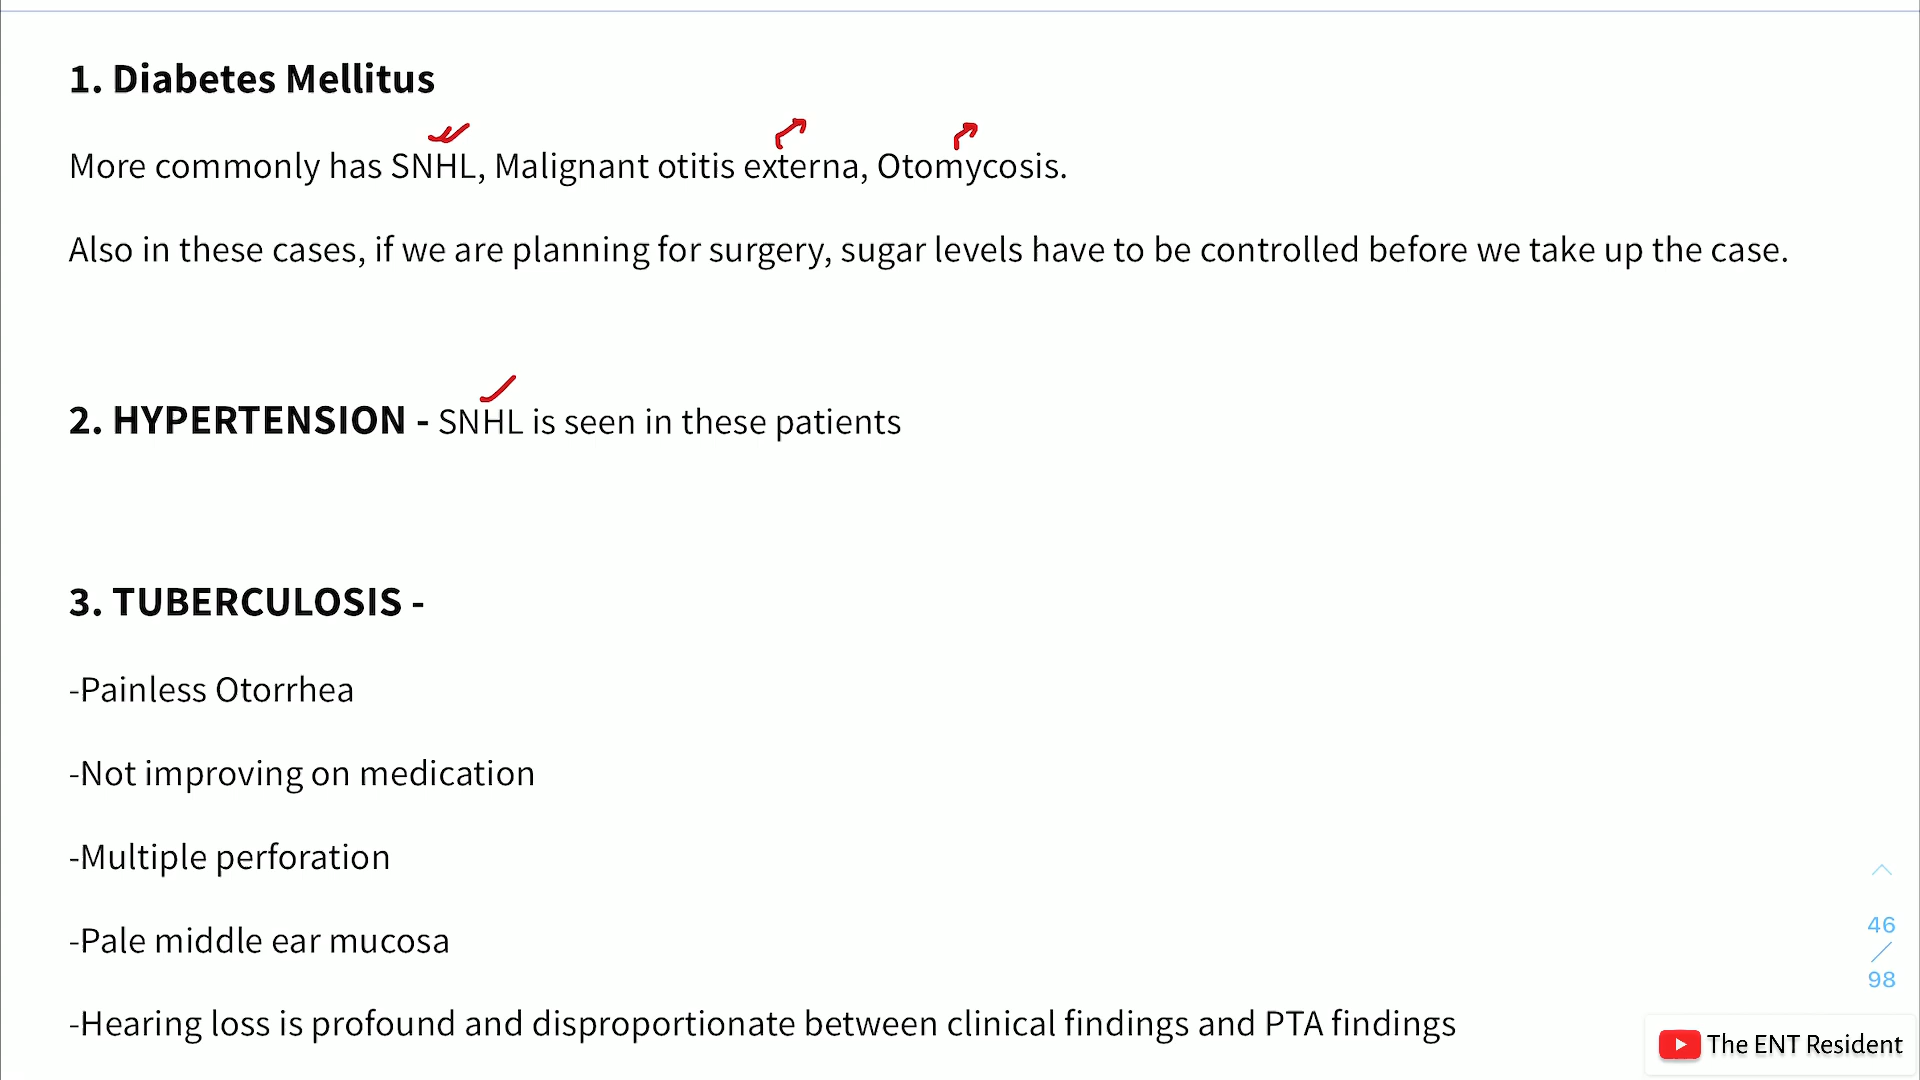 1. Diabetes Mellitus
More commonly has SNHL, Malignant otitis externa, Otomycosis.
Also in these cases, if we are planning for surgery, sugar levels have to be controlled before we take up the case.
2. HYPERTENSION - SNHL is seen in these patients
3. TUBERCULOSIS -
-Painless Otorrhea
-Not improving on medication
-Multiple perforation
-Pale middle ear mucosa
-Hearing loss is profound and disproportionate between clinical findings and PTA findings
46
/
98
The ENT Resident